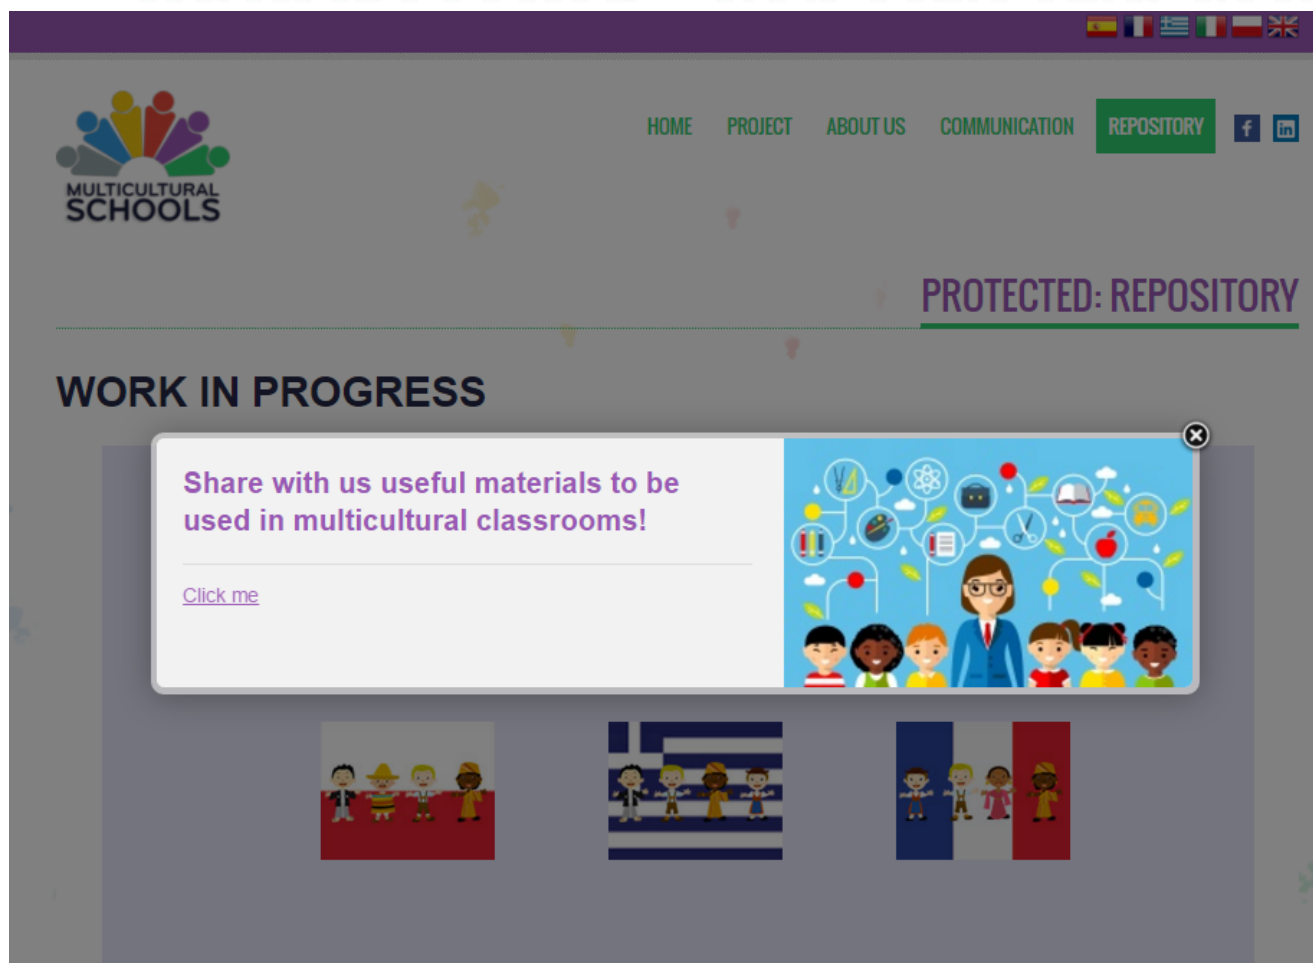 HOME PROJECT ABOUT US COMMUNICATION REPOSITORY
MULTICULTURAL
SCHOOLS
PROTECTED: REPOSITORY
WORK IN PROGRESS
Share with us useful materials to be
used in multicultural classrooms!
Click me